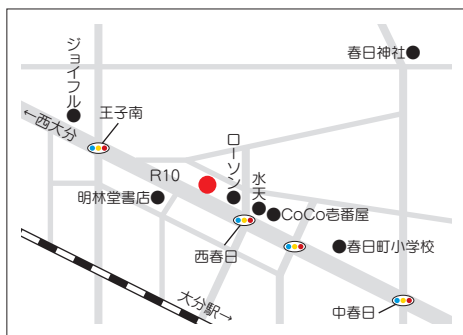 春日神社
ジョイフル
王子南
←西大分
ローソン
R10
水天
明林堂書店
CoCo壱番屋
西春日
春日町小学校
大分駅→
中春日